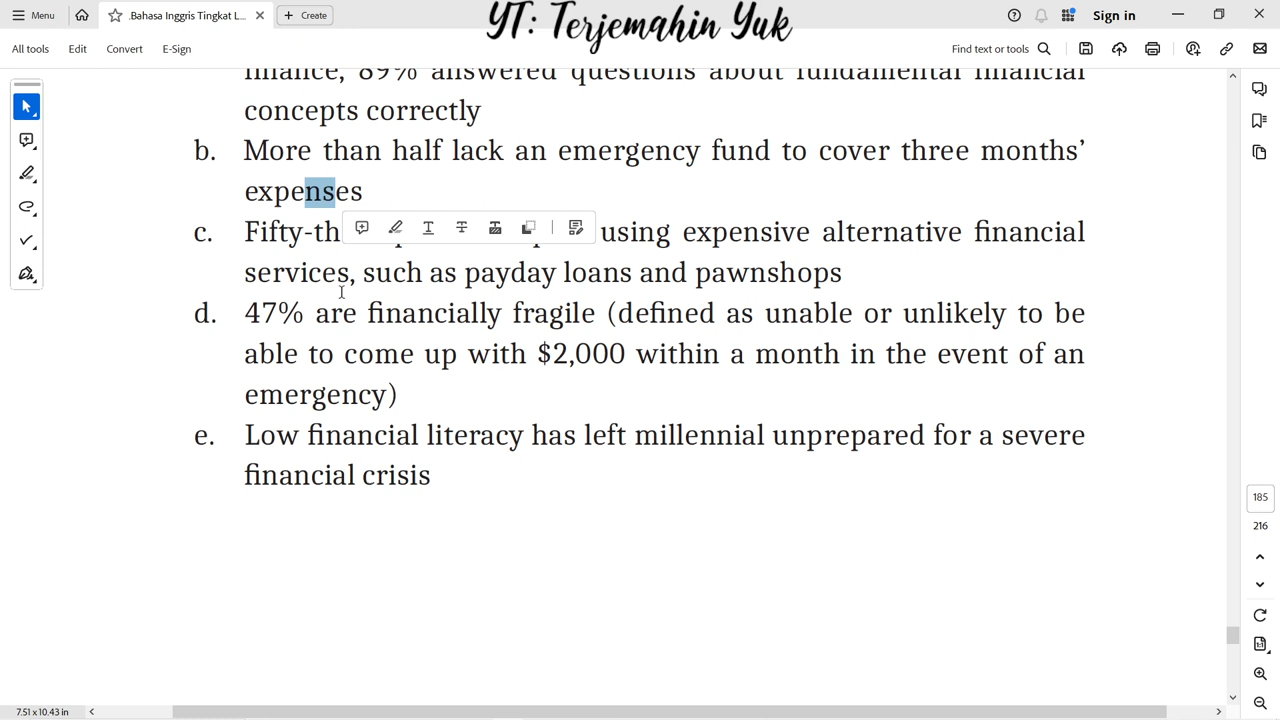 Menu
.Bahasa Inggris Tingkat L...
Create
YT: Terjemahin Yuk
Sign in
All tools
Edit
Convert
E-Sign
Find text or tools
finance, 89% answered questions about fundamental financial
concepts correctly
b. More than half lack an emergency fund to cover three months’
expenses
c. Fifty-th using expensive alternative financial
services, such as payday loans and pawnshops
d. 47% are financially fragile (defined as unable or unlikely to be
able to come up with $2,000 within a month in the event of an
emergency)
e. Low financial literacy has left millennial unprepared for a severe
financial crisis
185
216
7.51 x 10.43 in